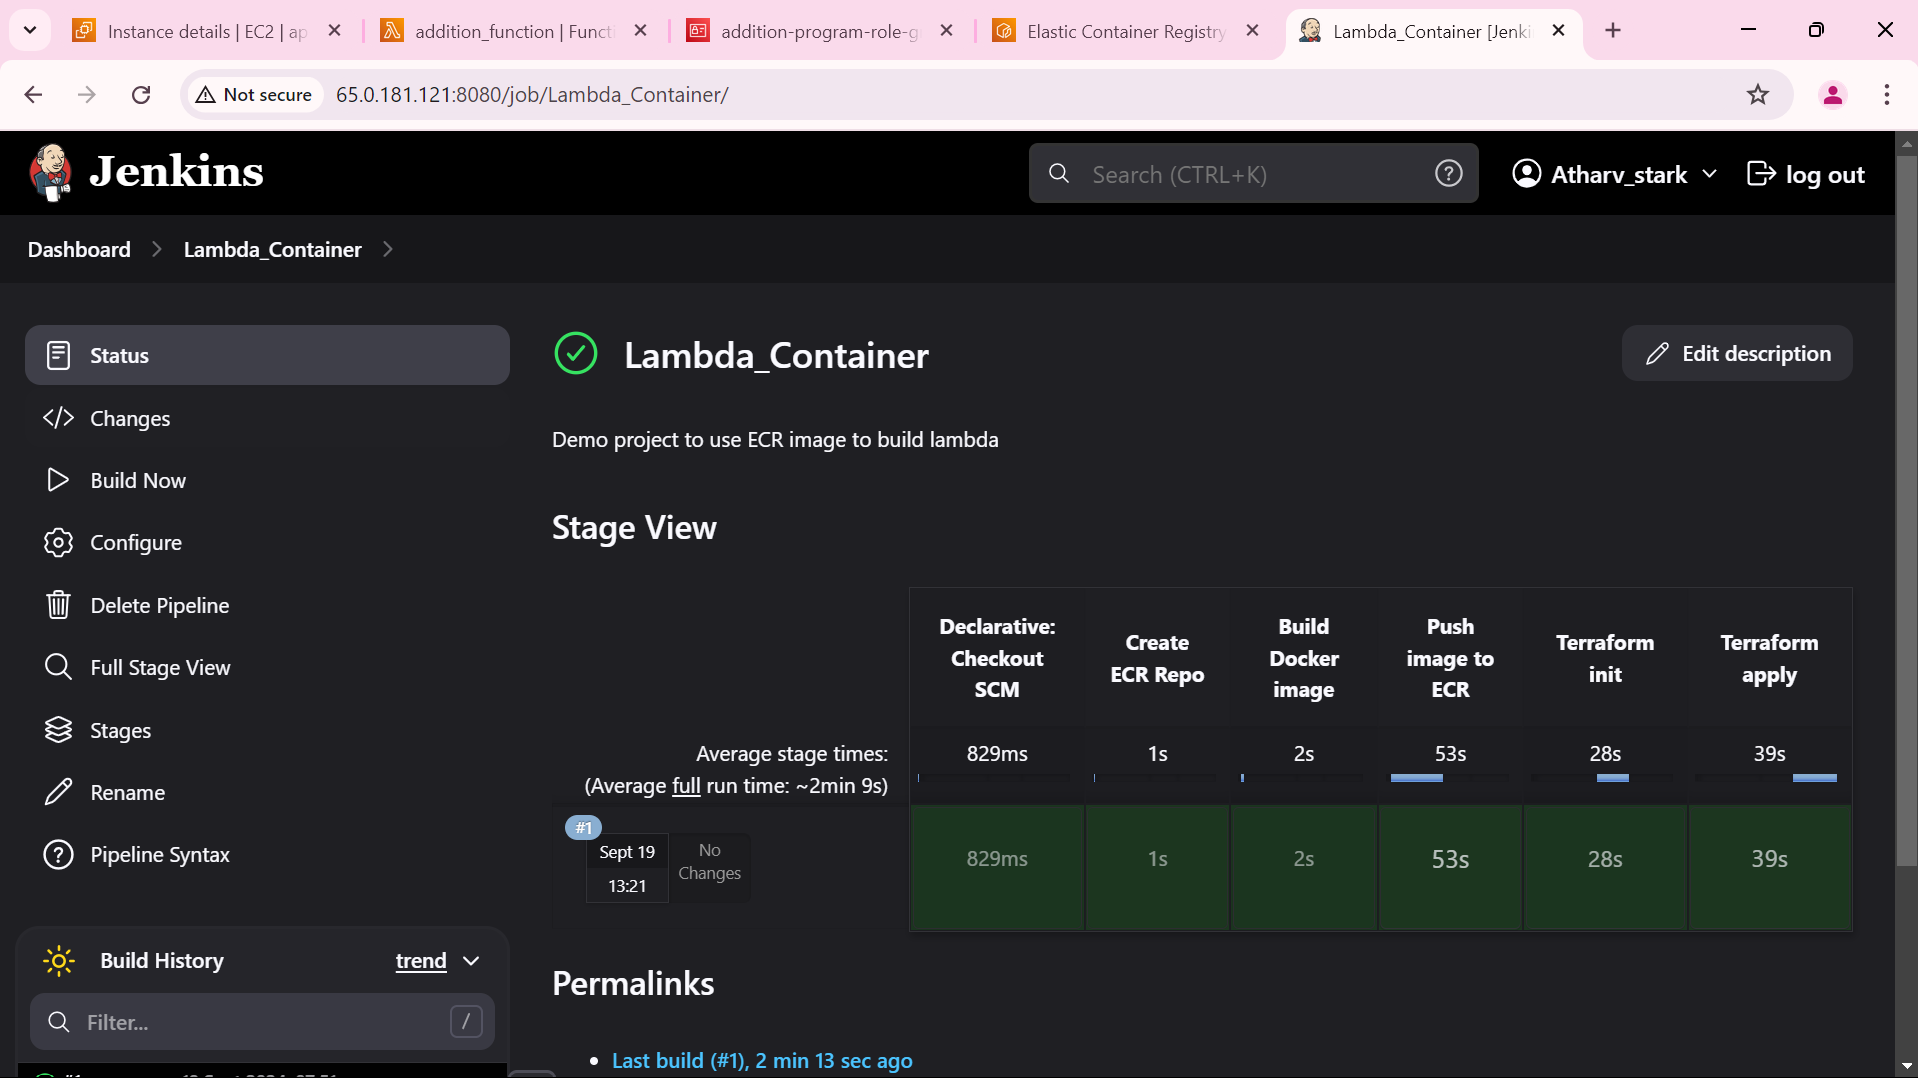 Instance details | EC2 | ap
addition_function | Functi
addition-program-role-g
Elastic Container Registry
Lambda_Container [Jenki
Not secure
65.0.181.121:8080/job/Lambda_Container/
Jenkins
Search (CTRL+K)
Atharv_stark
log out
Dashboard
Lambda_Container
Status
Changes
Build Now
Configure
Delete Pipeline
Full Stage View
Stages
Rename
Pipeline Syntax
Build History
trend
Filter...
/
Lambda_Container
Edit description
Demo project to use ECR image to build lambda
Stage View
Declarative:
Checkout
SCM
Create
ECR Repo
Build
Docker
image
Push
image to
ECR
Terraform
init
Terraform
apply
Average stage times:
(Average full run time: ~2min 9s)
829ms
1s
2s
53s
28s
39s
#1
Sept 19
13:21
No
Changes
829ms
1s
2s
53s
28s
39s
Permalinks
Last build (#1), 2 min 13 sec ago